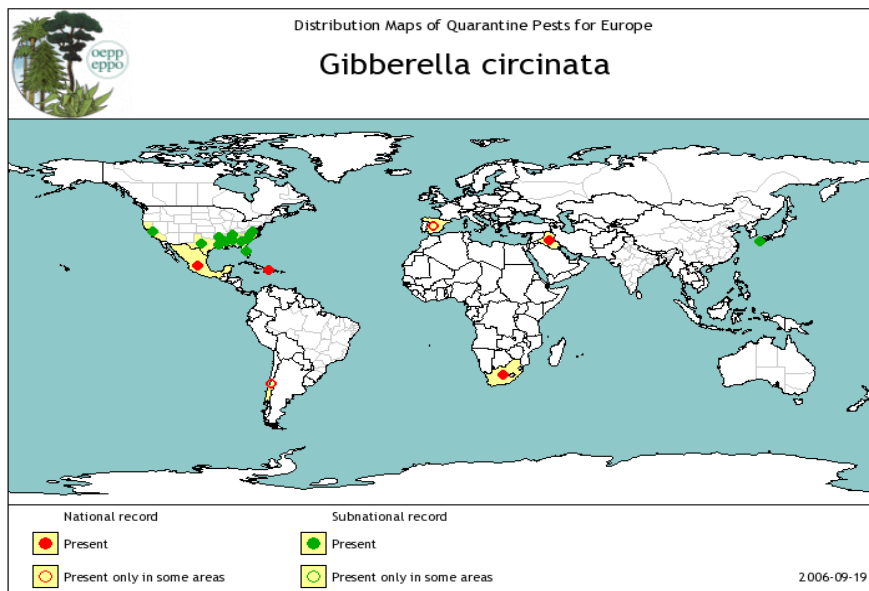 Distribution Maps of Quarantine Pests for Europe
oepp
eppo
Gibberella circinata
National record
Subnational record
Present
Present
Present only in some areas
Present only in some areas
2006-09-19